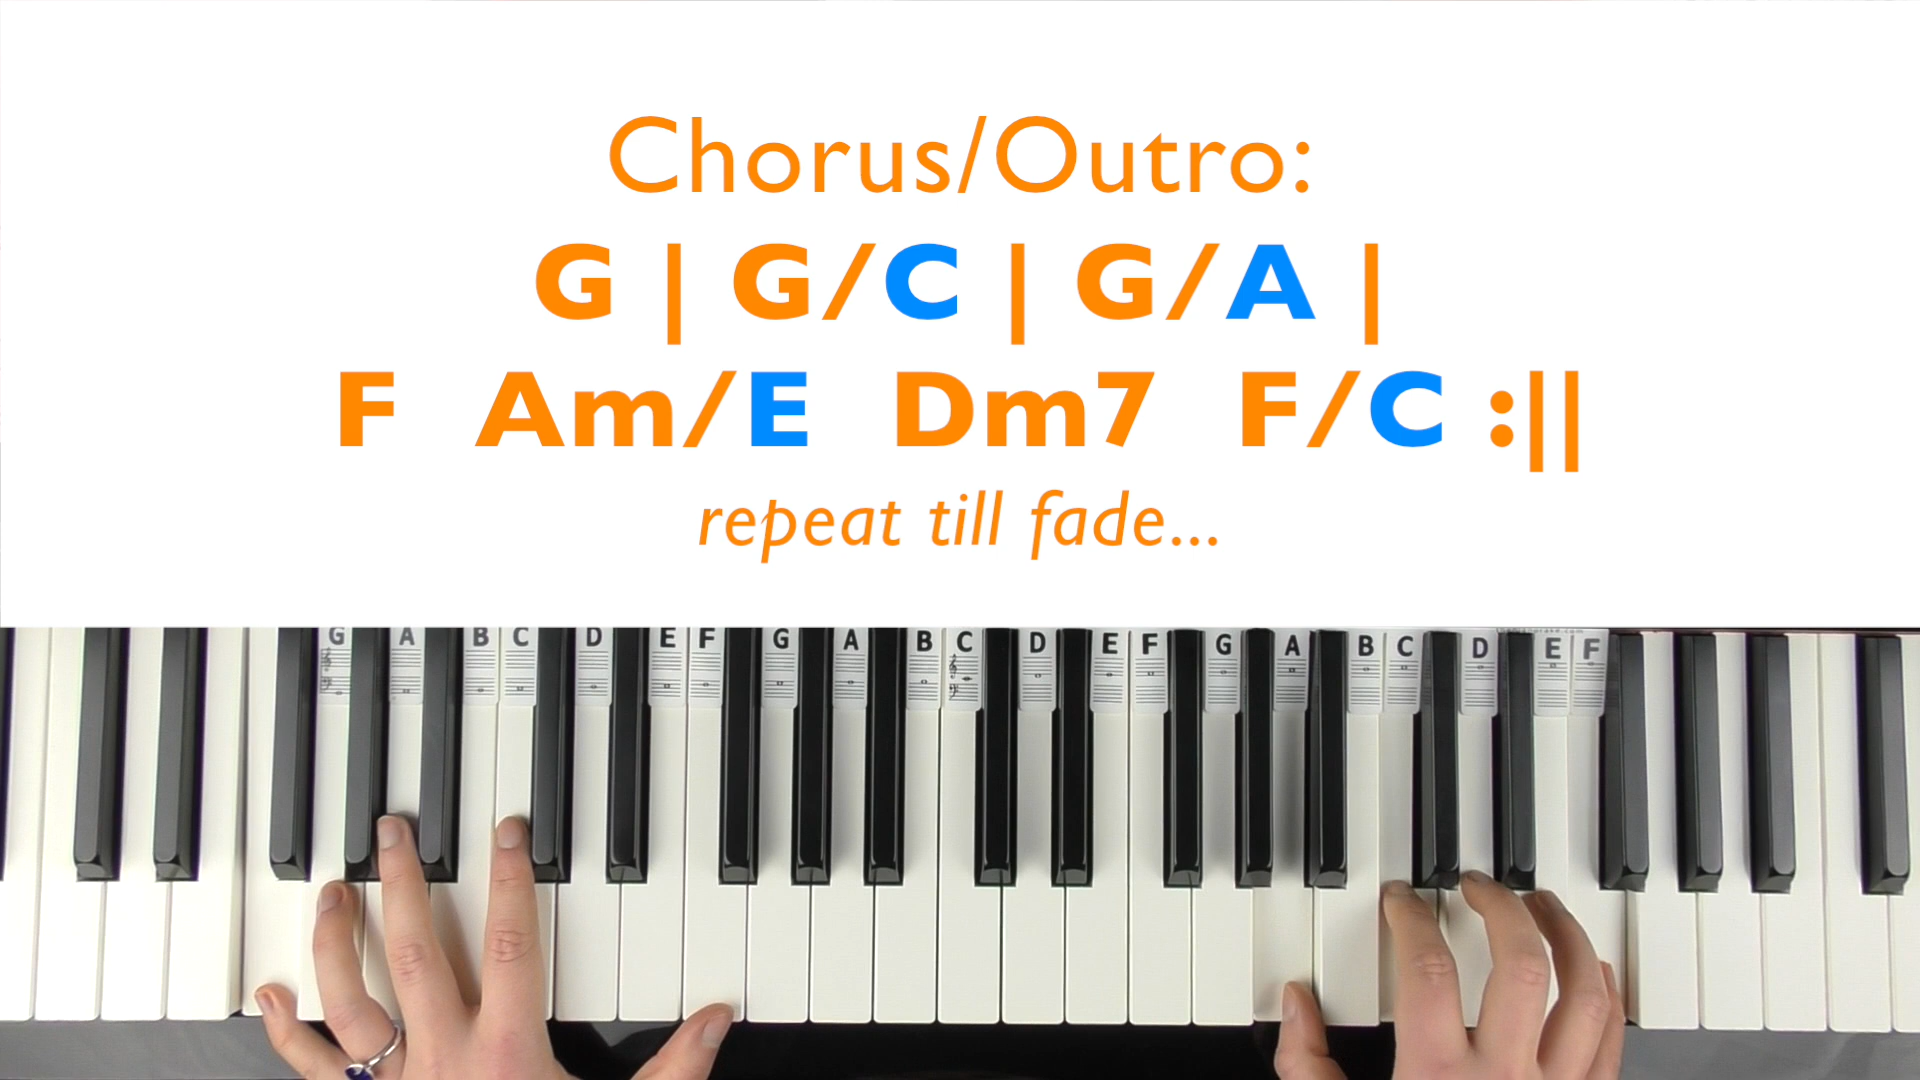 Chorus/Outro:
G | G/C | G/A |
F Am/E Dm7 F/C :||
repeat till fade...
G A B C D E F G A B C D E F G A B C D E F